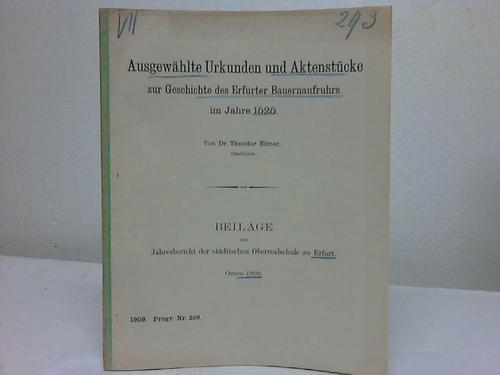 VII
293
Ausgewählte Urkunden und Aktenstücke
zur Geschichte des Erfurter Bauernaufruhrs
im Jahre 1525.
Von Dr. Theodor Eitner,
Oberlehrer.
BEILAGE
zum
Jahresbericht der städtischen Oberrealschule zu Erfurt.
Ostern 1909.
1909. Progr. Nr. 359.